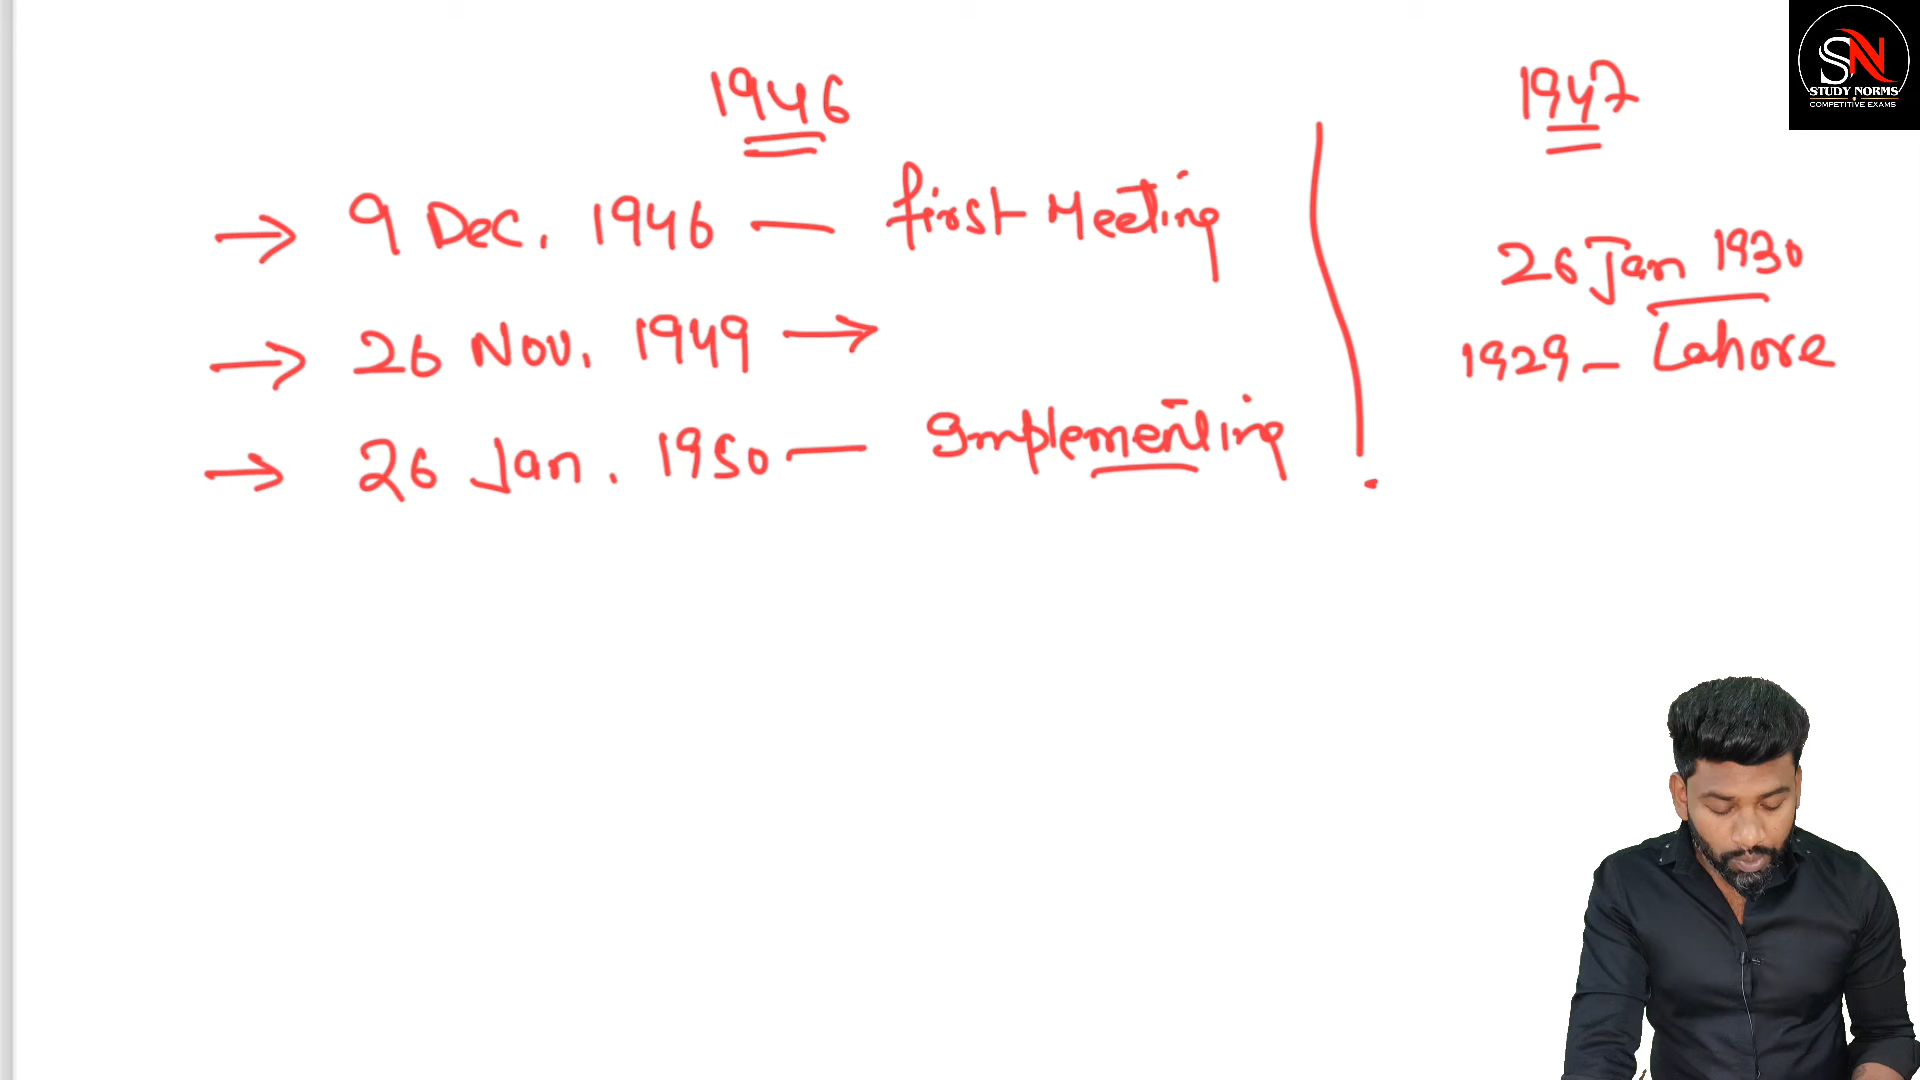 1946
→ 9 Dec. 1946 — first Meeting
→ 26 Nov. 1949 →
→ 26 Jan. 1950 — Implementing
1947
26 Jan 1930
1929 – Lahore
SN
STUDY NORMS
COMPETITIVE EXAMS